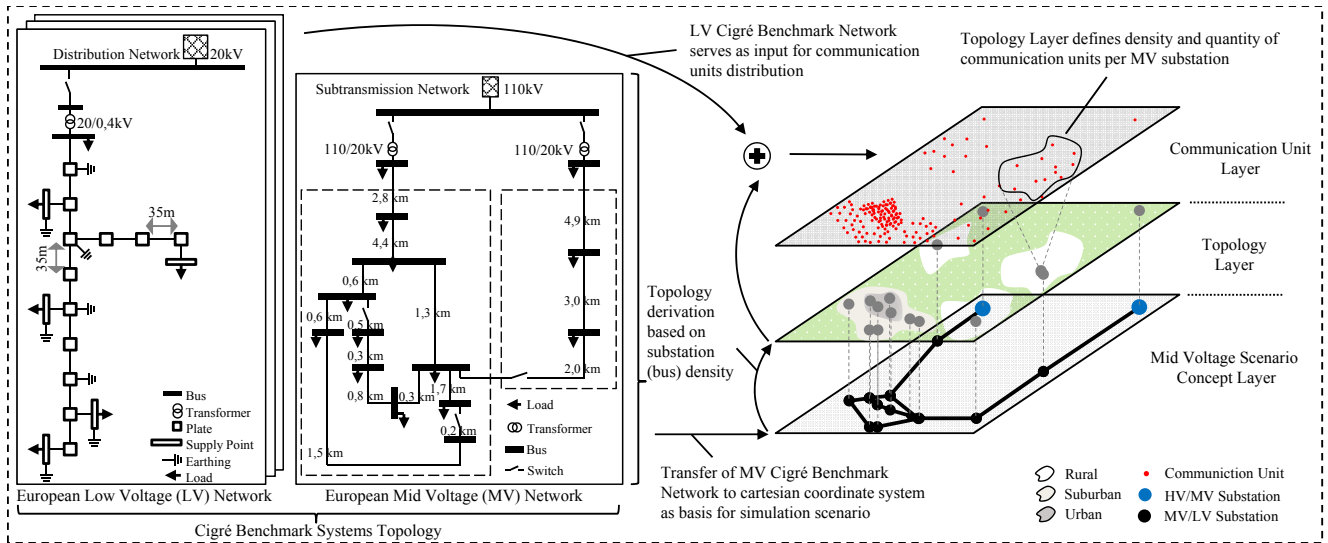 Distribution Network
20kV
20/0,4kV
35m
35m
Bus
Transformer
Plate
Supply Point
Earthing
Load
European Low Voltage (LV) Network
Subtransmission Network
110kV
110/20kV
110/20kV
2,8 km
4,4 km
0,6 km
0,6 km
0,5 km
0,3 km
0,8 km
0,3 km
1,3 km
1,7 km
0,2 km
1,5 km
4,9 km
3,0 km
2,0 km
Load
Transformer
Bus
Switch
European Mid Voltage (MV) Network
Cigré Benchmark Systems Topology
LV Cigré Benchmark Network
serves as input for communication
units distribution
Topology Layer defines density and quantity of
communication units per MV substation
Communication Unit
Layer
Topology
Layer
Mid Voltage Scenario
Concept Layer
Topology
derivation
based on
substation
(bus) density
Transfer of MV Cigré Benchmark
Network to cartesian coordinate system
as basis for simulation scenario
Rural
Suburban
Urban
Communiction Unit
HV/MV Substation
MV/LV Substation